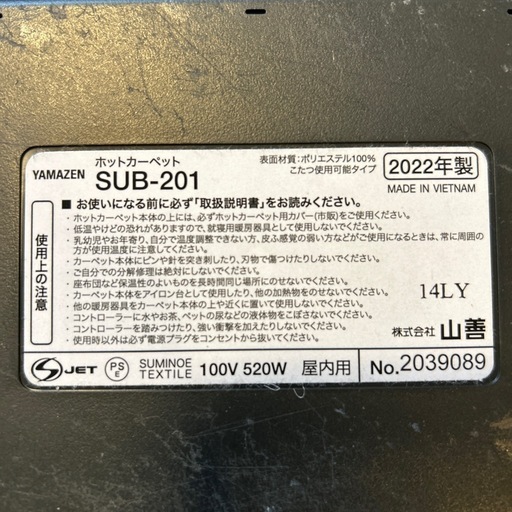 YAMAZEN
ホットカーペット
SUB-201
表面材質:ポリエステル100%
こたつ使用可能タイプ
2022年製
MADE IN VIETNAM
使用上の注意
■ お使いになる前に必ず「取扱説明書」をお読みください。
・ホットカーペット本体の上には、必ずホットカーペット用カバー(市販)をご使用ください。
・低温やけどの恐れがありますので、就寝用暖房器具として使用しないでください。
・乳幼児やお年寄り、自分で温度調整できない方、皮ふ感覚の弱い方などがご使用になるときは、常に周囲の
方が使用温度に注意してください。
・カーペット本体にピンや針を突き刺したり、刃物で傷つけたりしないでください。
・ご自分での分解修理は絶対にしないでください。
・座布団など保温性のよいものを長時間同じ場所にのせないでください。
・カーペット本体をアイロン台として使用したり、他の加熱物をのせないでください。
・他の暖房器具をカーペット本体の上や近くに置いて使用しないでください。
・コントローラーに水やお茶、ペットの尿などの液体物をこぼさないでください。
・コントローラーを踏みつけたり、強い衝撃を加えたりしないでください。
・使用時以外は必ず電源プラグをコンセントから抜いてください。
14LY
株式会社 山善
S JET
PS E
SUMINOE TEXTILE
100V 520W 屋内用
No.2039089